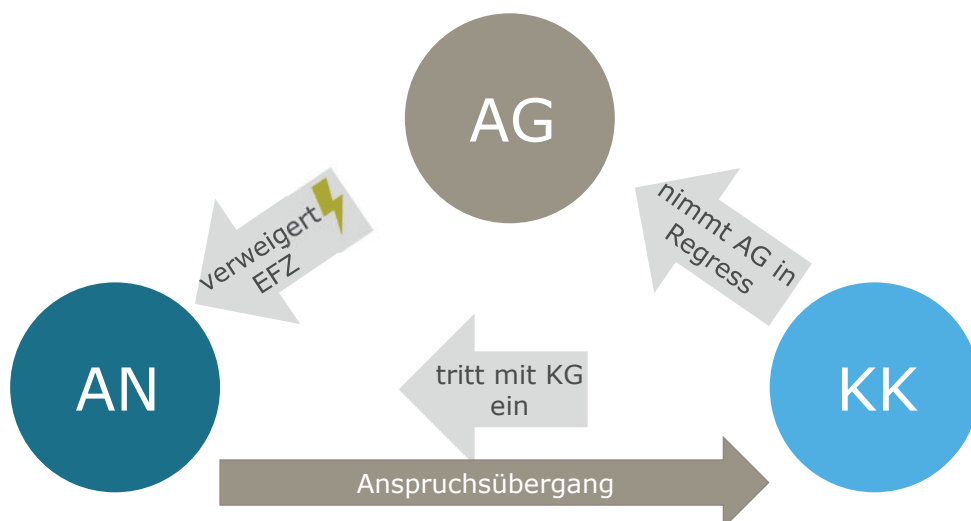 AG
verweigert
EFZ
nimmt AG in
Regress
AN
tritt mit KG
ein
KK
Anspruchsübergang